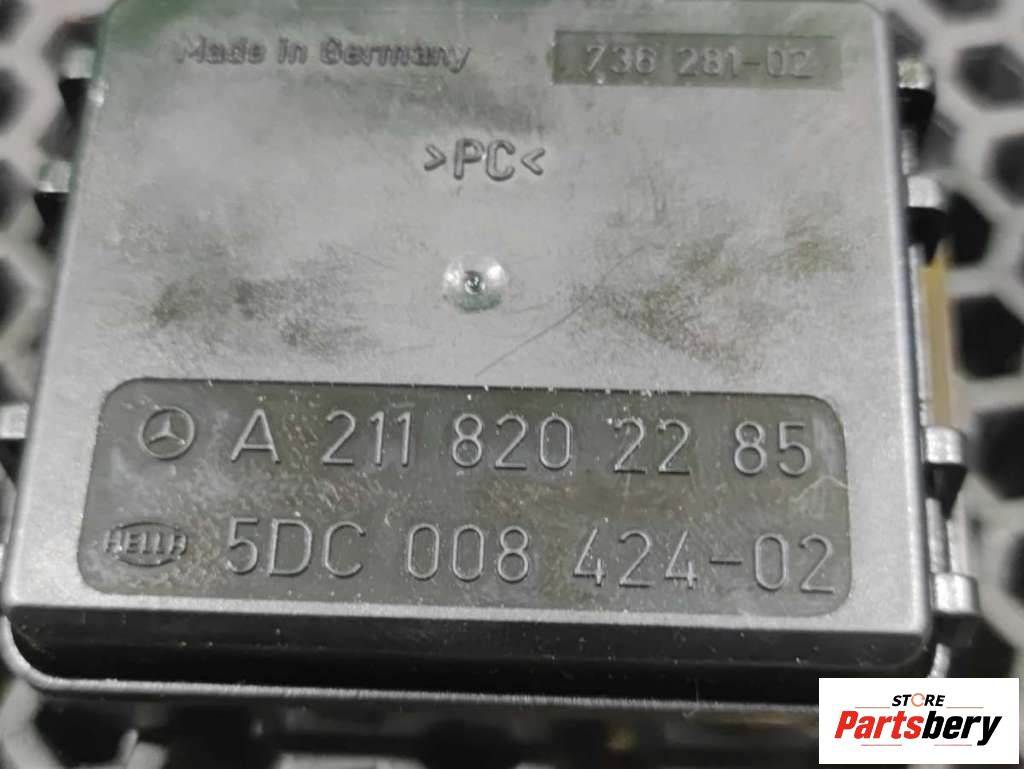 Made in Germany 736 281-02
>PC<
A 211 820 22 85
HELLA 5DC 008 424-02
STORE
Partsbery